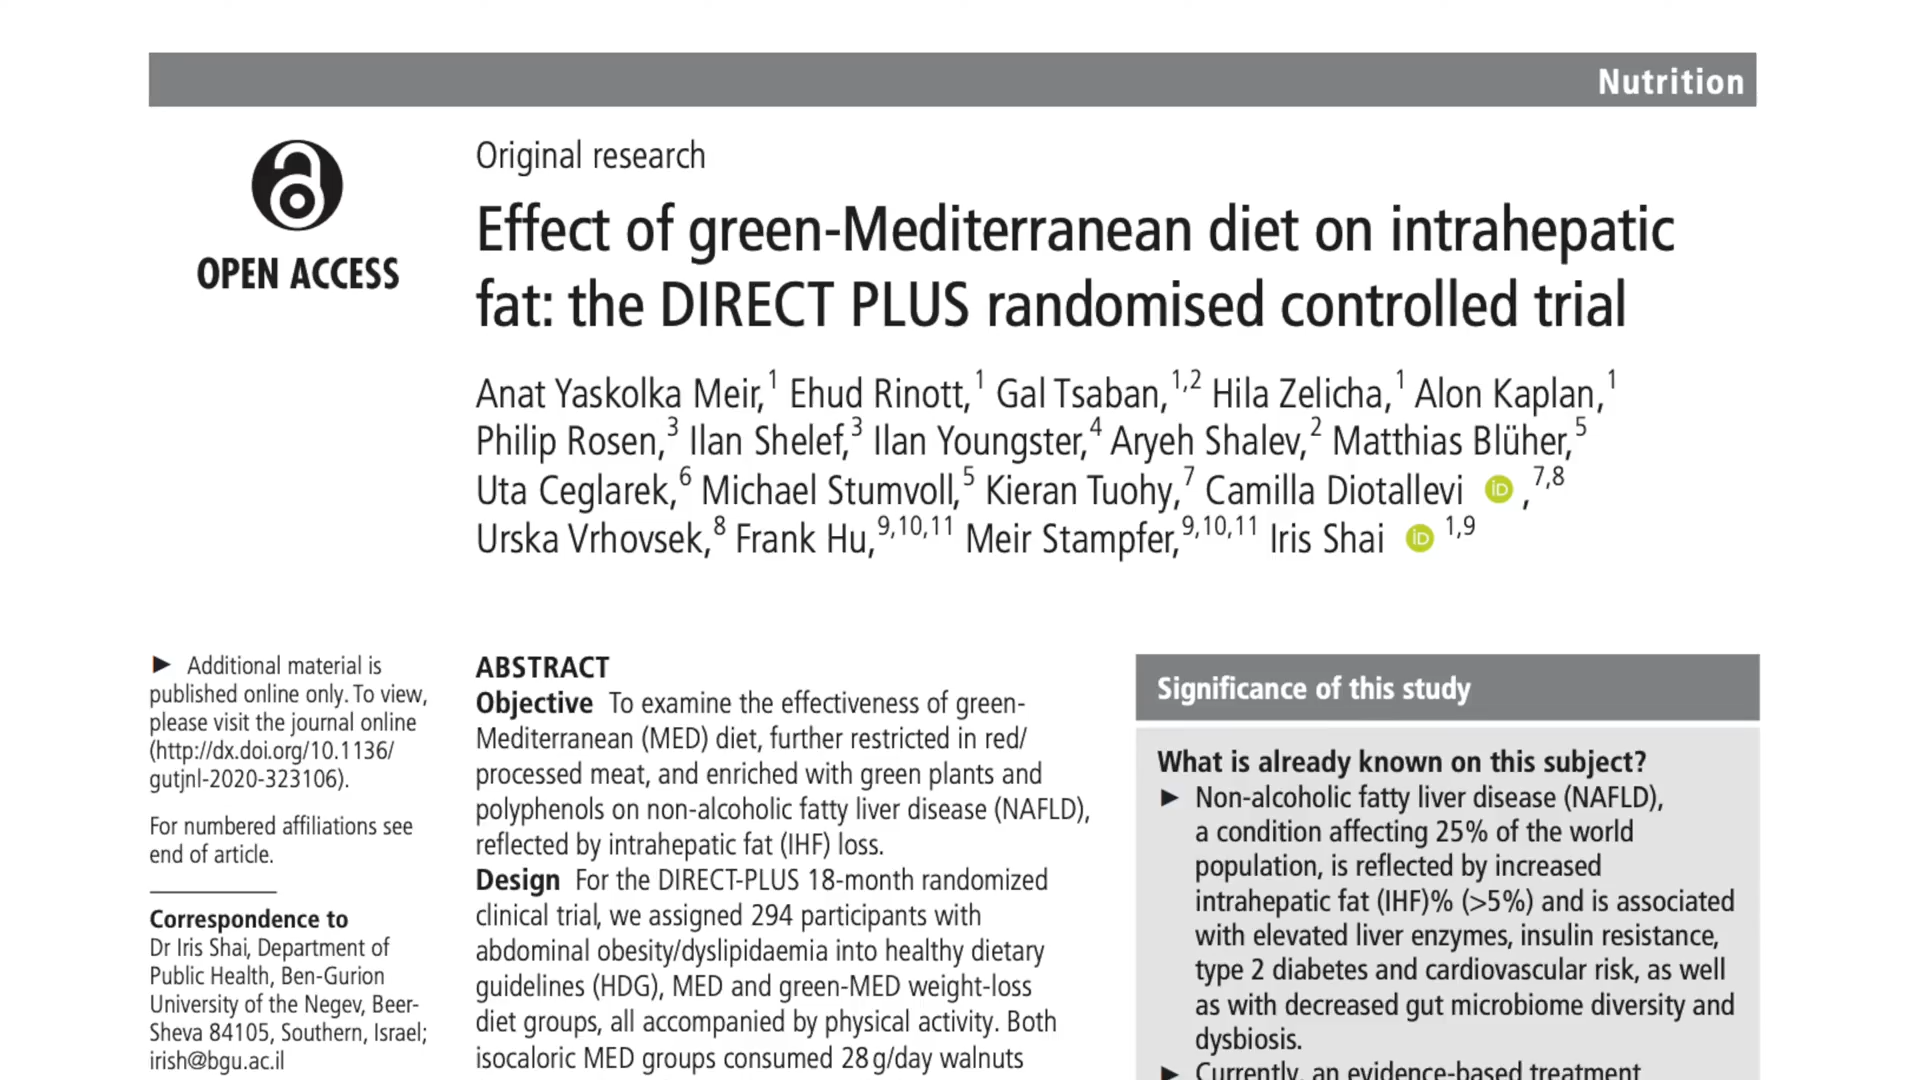 Nutrition
OPEN ACCESS
Original research
Effect of green-Mediterranean diet on intrahepatic
fat: the DIRECT PLUS randomised controlled trial
Anat Yaskolka Meir,1 Ehud Rinott,1 Gal Tsaban,1,2 Hila Zelicha,1 Alon Kaplan,1
Philip Rosen,3 Ilan Shelef,3 Ilan Youngster,4 Aryeh Shalev,2 Matthias Blüher,5
Uta Ceglarek,6 Michael Stumvoll,5 Kieran Tuohy,7 Camilla Diotallevi iD ,7,8
Urska Vrhovsek,8 Frank Hu,9,10,11 Meir Stampfer,9,10,11 Iris Shai iD 1,9
► Additional material is
published online only. To view,
please visit the journal online
(http://dx.doi.org/10.1136/
gutjnl-2020-323106).
For numbered affiliations see
end of article.
Correspondence to
Dr Iris Shai, Department of
Public Health, Ben-Gurion
University of the Negev, Beer-
Sheva 84105, Southern, Israel;
irish@bgu.ac.il
ABSTRACT
Objective To examine the effectiveness of green-
Mediterranean (MED) diet, further restricted in red/
processed meat, and enriched with green plants and
polyphenols on non-alcoholic fatty liver disease (NAFLD),
reflected by intrahepatic fat (IHF) loss.
Design For the DIRECT-PLUS 18-month randomized
clinical trial, we assigned 294 participants with
abdominal obesity/dyslipidaemia into healthy dietary
guidelines (HDG), MED and green-MED weight-loss
diet groups, all accompanied by physical activity. Both
isocaloric MED groups consumed 28 g/day walnuts
Significance of this study
What is already known on this subject?
► Non-alcoholic fatty liver disease (NAFLD),
a condition affecting 25% of the world
population, is reflected by increased
intrahepatic fat (IHF)% (>5%) and is associated
with elevated liver enzymes, insulin resistance,
type 2 diabetes and cardiovascular risk, as well
as with decreased gut microbiome diversity and
dysbiosis.
► Currently, an evidence-based treatment